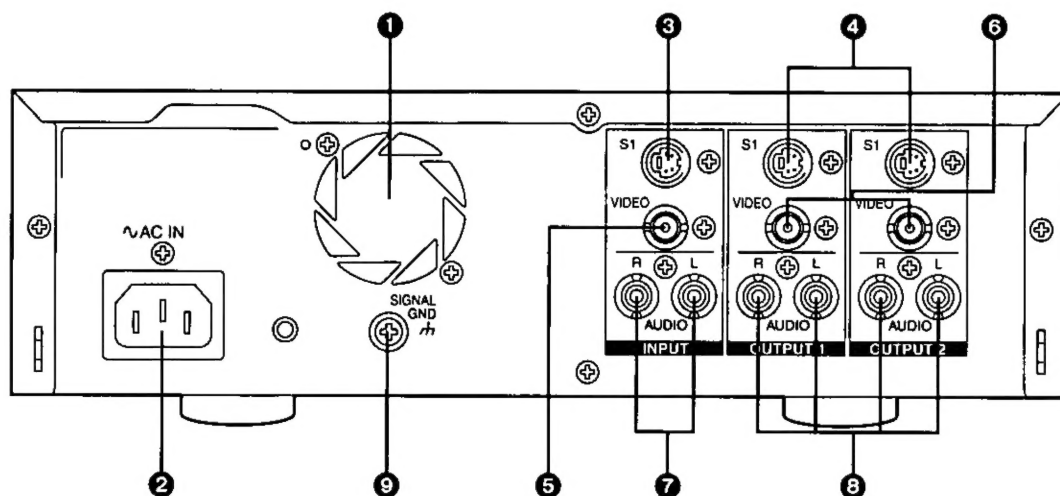 1 3 4 6
S1 S1 S1
VIDEO VIDEO VIDEO
∿AC IN
R L R L R L
SIGNAL
GND
AUDIO AUDIO AUDIO
INPUT OUTPUT 1 OUTPUT 2
2 9 5 7 8